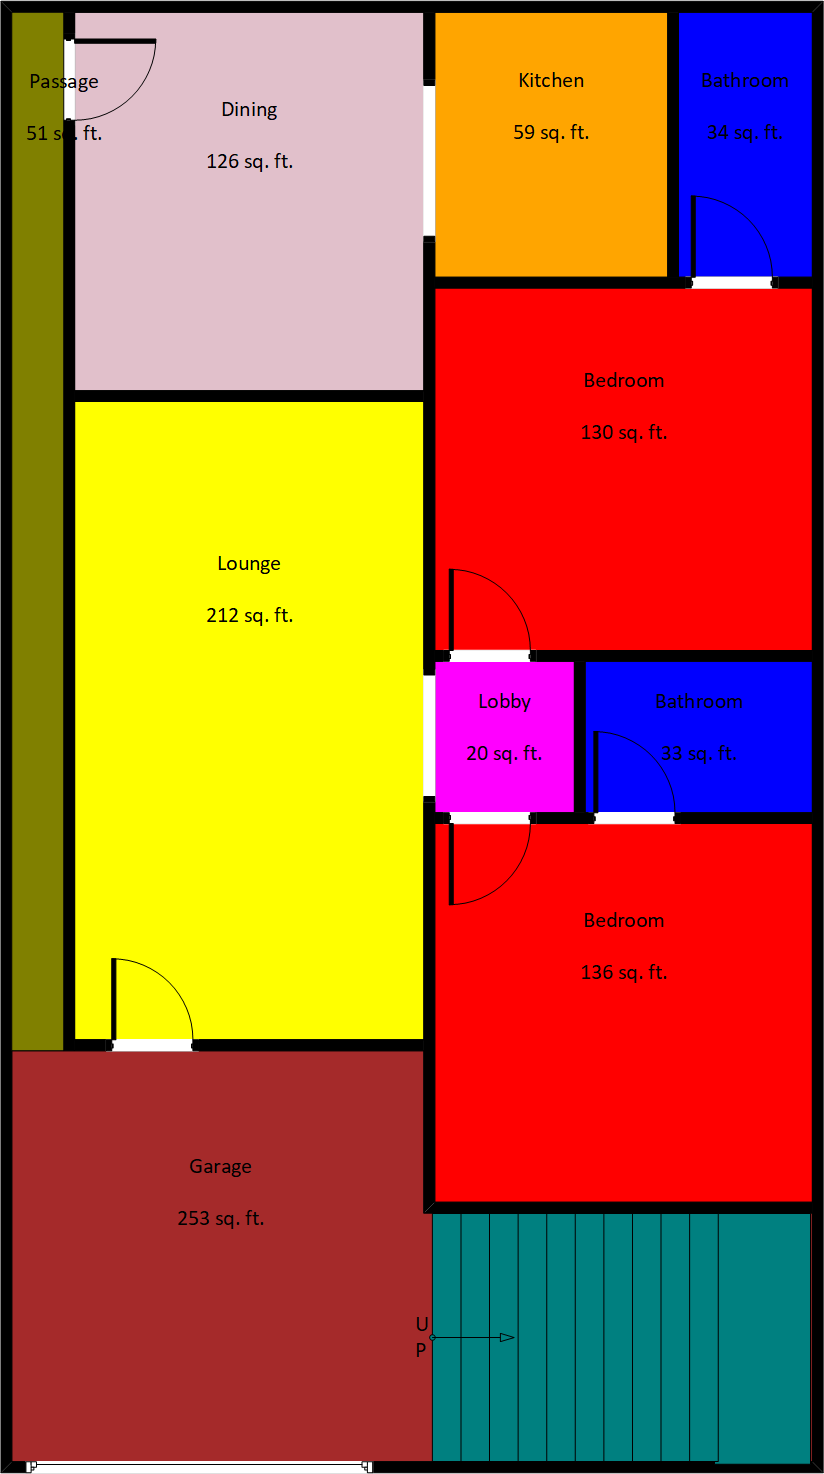 Passage
51 sq. ft.
Dining
126 sq. ft.
Kitchen
59 sq. ft.
Bathroom
34 sq. ft.
Bedroom
130 sq. ft.
Lounge
212 sq. ft.
Lobby
20 sq. ft.
Bathroom
33 sq. ft.
Bedroom
136 sq. ft.
Garage
253 sq. ft.
U
P